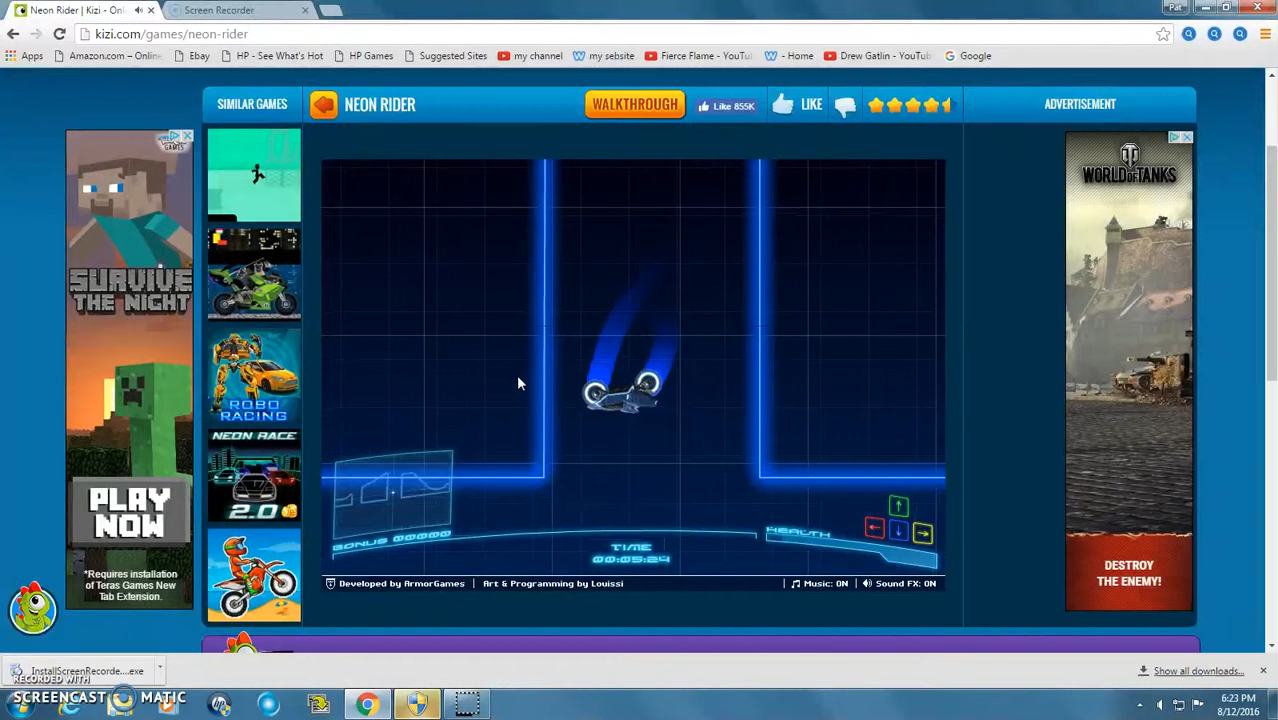 Neon Rider | Kizi - Onli
Screen Recorder
Pat
kizi.com/games/neon-rider
Apps
Amazon.com – Online
Ebay
HP - See What's Hot
HP Games
Suggested Sites
my channel
my sebsite
Fierce Flame - YouTu
- Home
Drew Gatlin - YouTub
Google
SIMILAR GAMES
NEON RIDER
WALKTHROUGH
Like 855K
LIKE
ADVERTISEMENT
GAMES
SURVIVE
THE NIGHT
PLAY
NOW
*Requires installation
of Teras Games New
Tab Extension.
ROBO
RACING
NEON RACE
2.0
WORLD OF TANKS
DESTROY
THE ENEMY!
BONUS 00000
TIME
00:05:24
HEALTH
Developed by ArmorGames
Art & Programming by Louissi
Music: ON
Sound FX: ON
InstallScreenRecorde....exe
Show all downloads...
RECORDED WITH
SCREENCAST MATIC
6:23 PM
8/12/2016